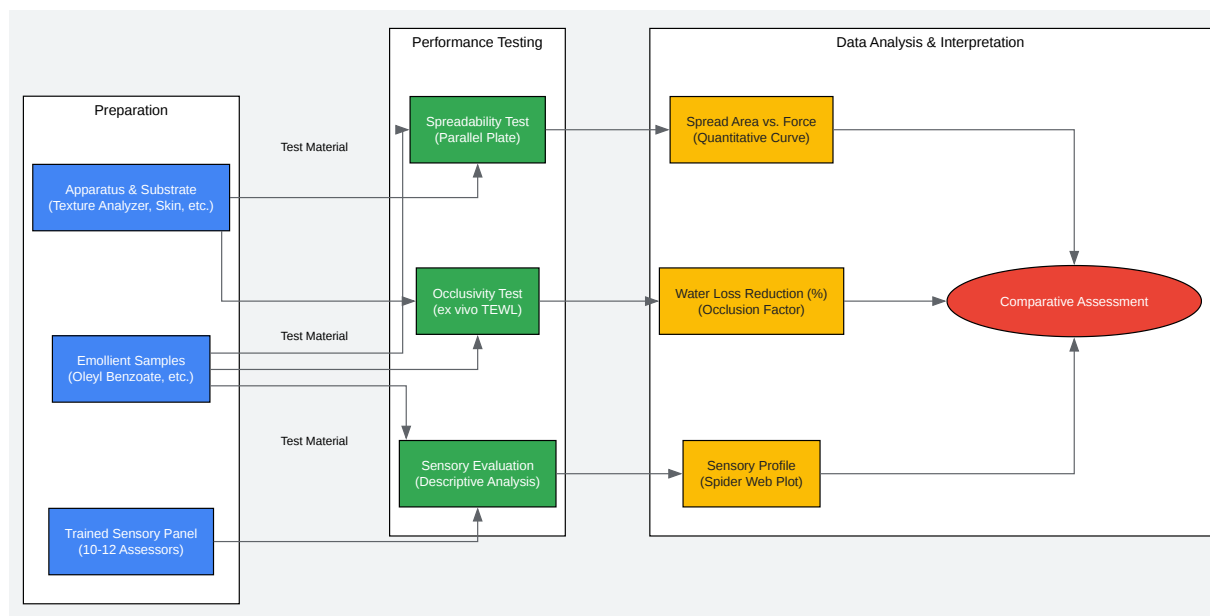 Preparation
Apparatus & Substrate
(Texture Analyzer, Skin, etc.)
Emollient Samples
(Oleyl Benzoate, etc.)
Trained Sensory Panel
(10-12 Assessors)
Test Material
Test Material
Test Material
Performance Testing
Spreadability Test
(Parallel Plate)
Occlusivity Test
(ex vivo TEWL)
Sensory Evaluation
(Descriptive Analysis)
Data Analysis & Interpretation
Spread Area vs. Force
(Quantitative Curve)
Water Loss Reduction (%)
(Occlusion Factor)
Sensory Profile
(Spider Web Plot)
Comparative Assessment